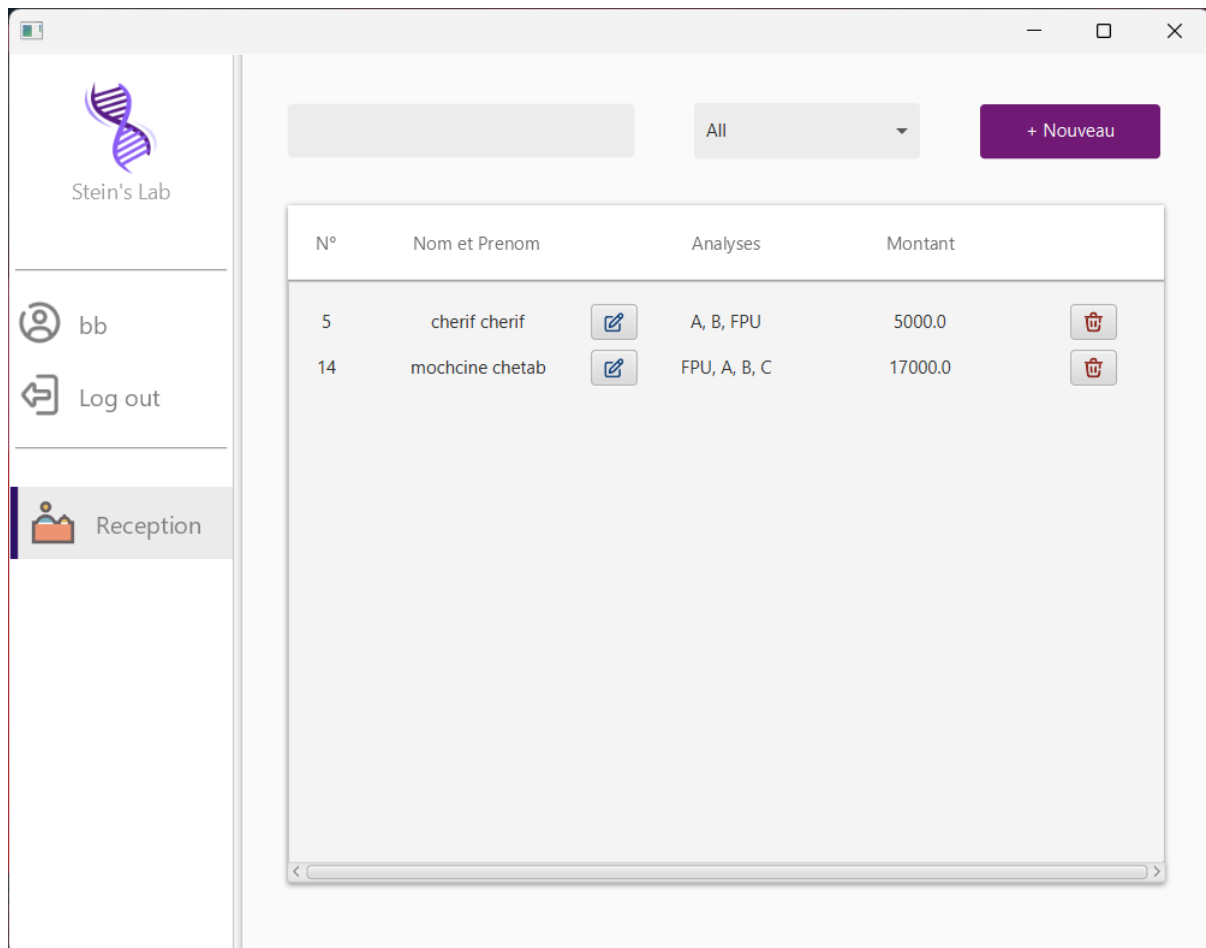 Stein's Lab
bb
Log out
Reception
All
+ Nouveau
N° Nom et Prenom Analyses Montant
5 cherif cherif A, B, FPU 5000.0
14 mochcine chetab FPU, A, B, C 17000.0